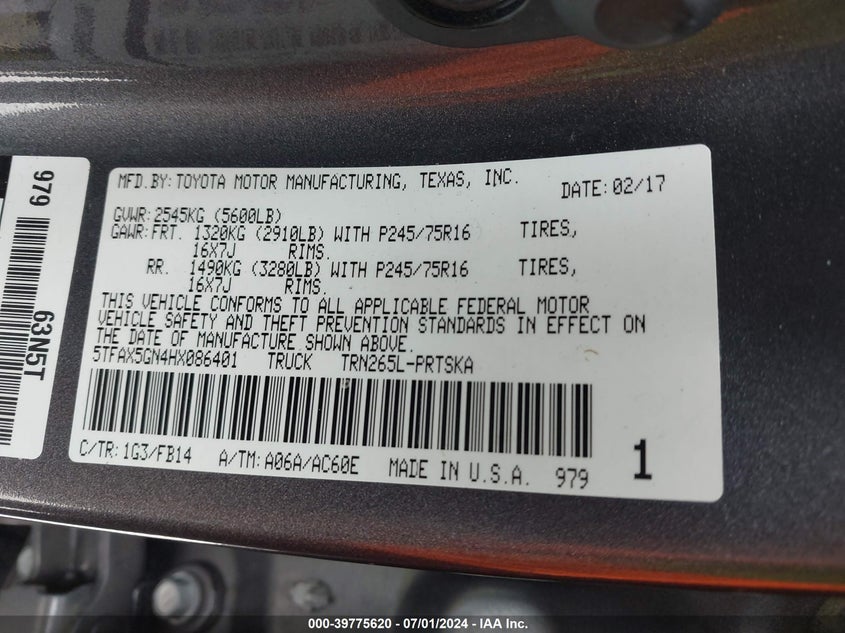 MFD.BY:TOYOTA MOTOR MANUFACTURING, TEXAS, INC. DATE:02/17
GVWR:2545KG (5600LB)
GAWR:FRT. 1320KG (2910LB) WITH P245/75R16 TIRES,
16X7J RIMS.
RR. 1490KG (3280LB) WITH P245/75R16 TIRES,
16X7J RIMS.
THIS VEHICLE CONFORMS TO ALL APPLICABLE FEDERAL MOTOR
VEHICLE SAFETY AND THEFT PREVENTION STANDARDS IN EFFECT ON
THE DATE OF MANUFACTURE SHOWN ABOVE.
5TFAX5GN4HX086401 TRUCK TRN265L-PRTSKA
C/TR:1G3/FB14 A/TM:A06A/AC60E MADE IN U.S.A. 979
1
979
63N5T
000-39775620 - 07/01/2024 - IAA Inc.